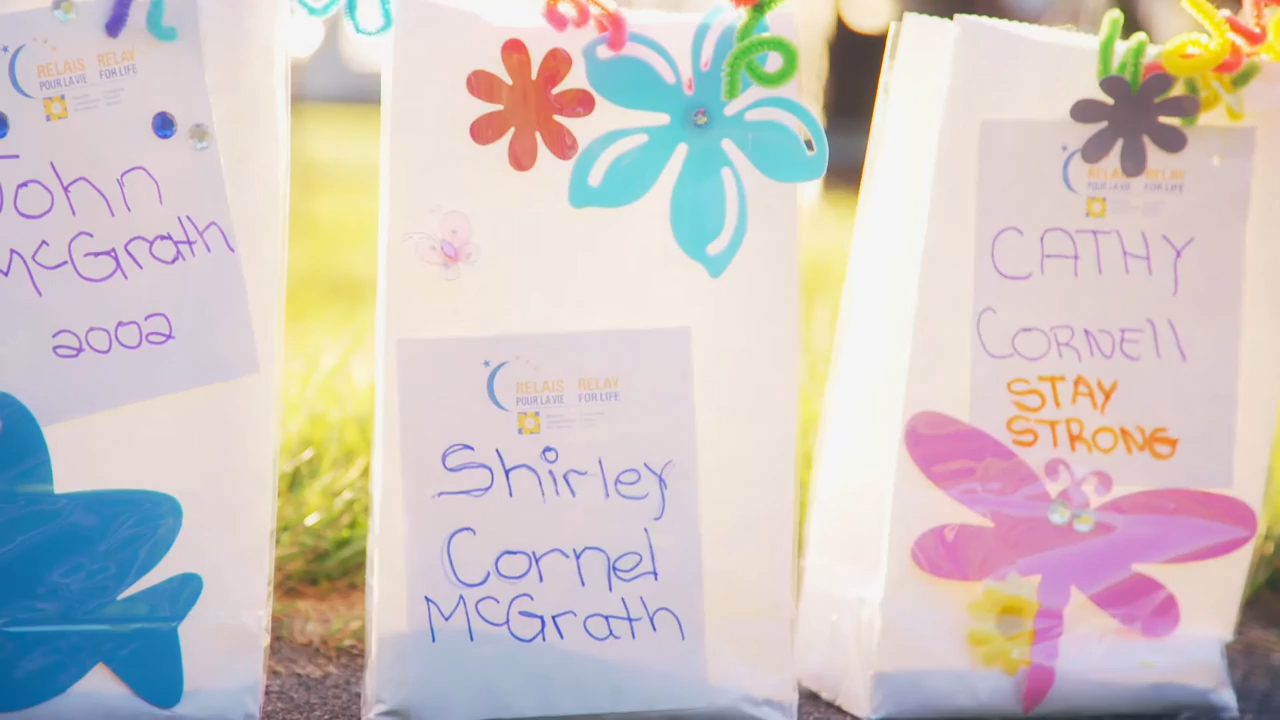 RELAIS RELAY
POUR LA VIE FOR LIFE
John
McGrath
2002
RELAIS RELAY
POUR LA VIE FOR LIFE
Shirley
Cornel
McGrath
RELAIS RELAY
POUR LA VIE FOR LIFE
CATHY
CORNEll
STAY
STRONG